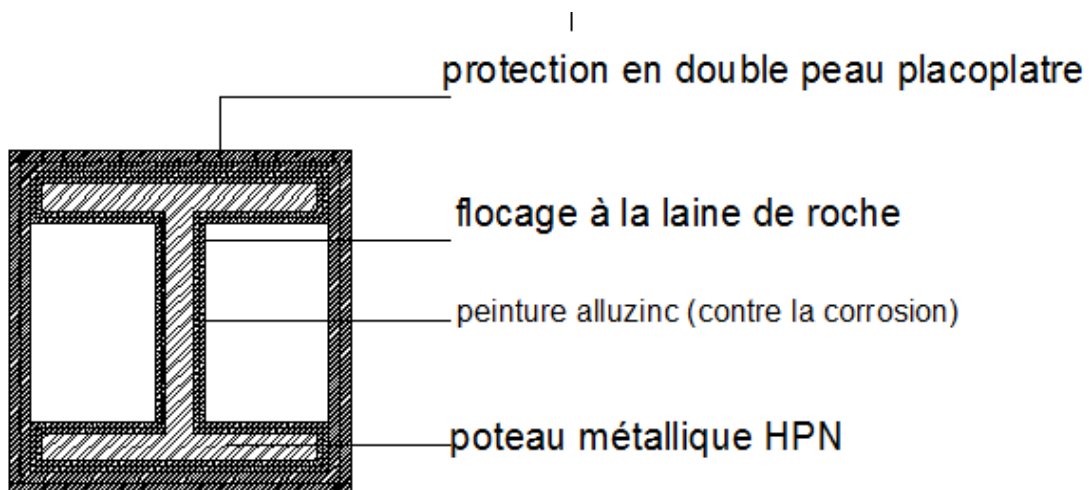 protection en double peau placoplatre
flocage à la laine de roche
peinture alluzinc (contre la corrosion)
poteau métallique HPN